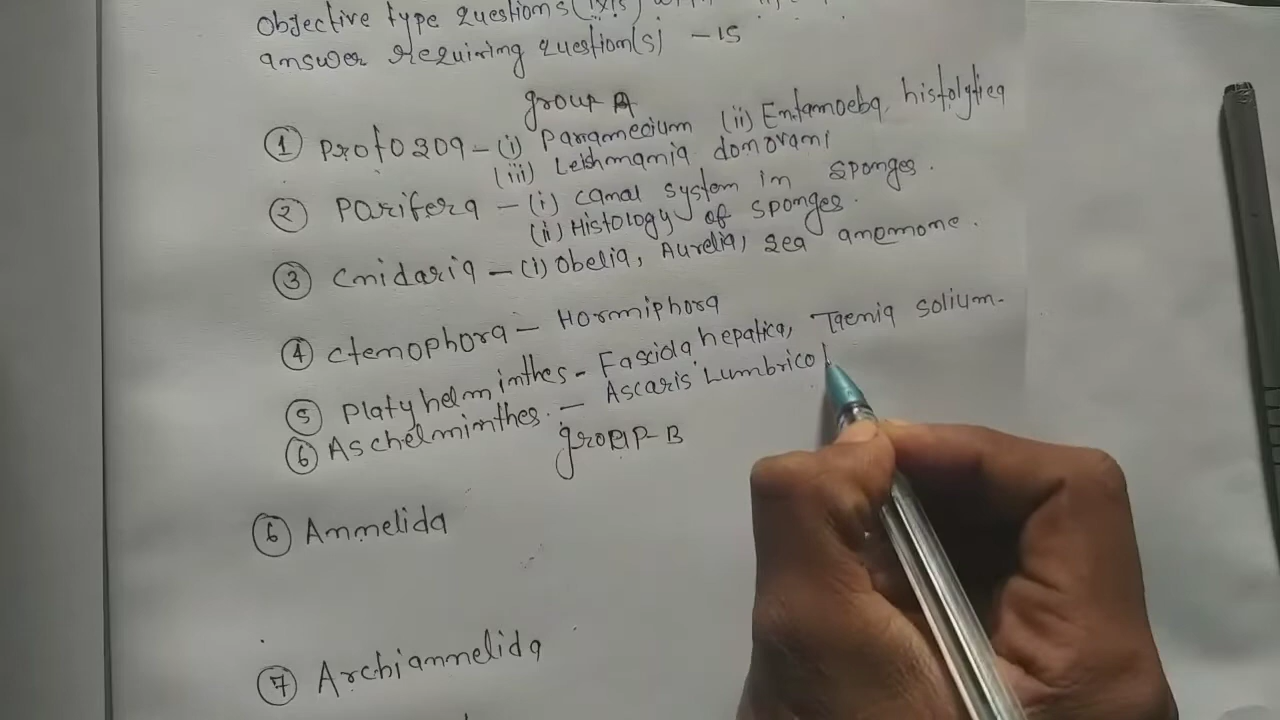 Objective type questions
answer requiring question(s) - 15
group A
① Protozoa - (i) Paramecium (ii) Entamoeba, histolytica
(iii) Leishmania donovani
② Porifera - (i) canal system in sponges.
(ii) Histology of sponges.
③ Cnidaria - (i) Obelia, Aurelia, sea anemone.
④ Ctenophora - Hormiphora
⑤ Platyhelminthes - Fasciola hepatica, Taenia solium.
⑥ Aschelminthes. - Ascaris Lumbrico
group-B
⑥ Annelida
⑦ Archiannelida